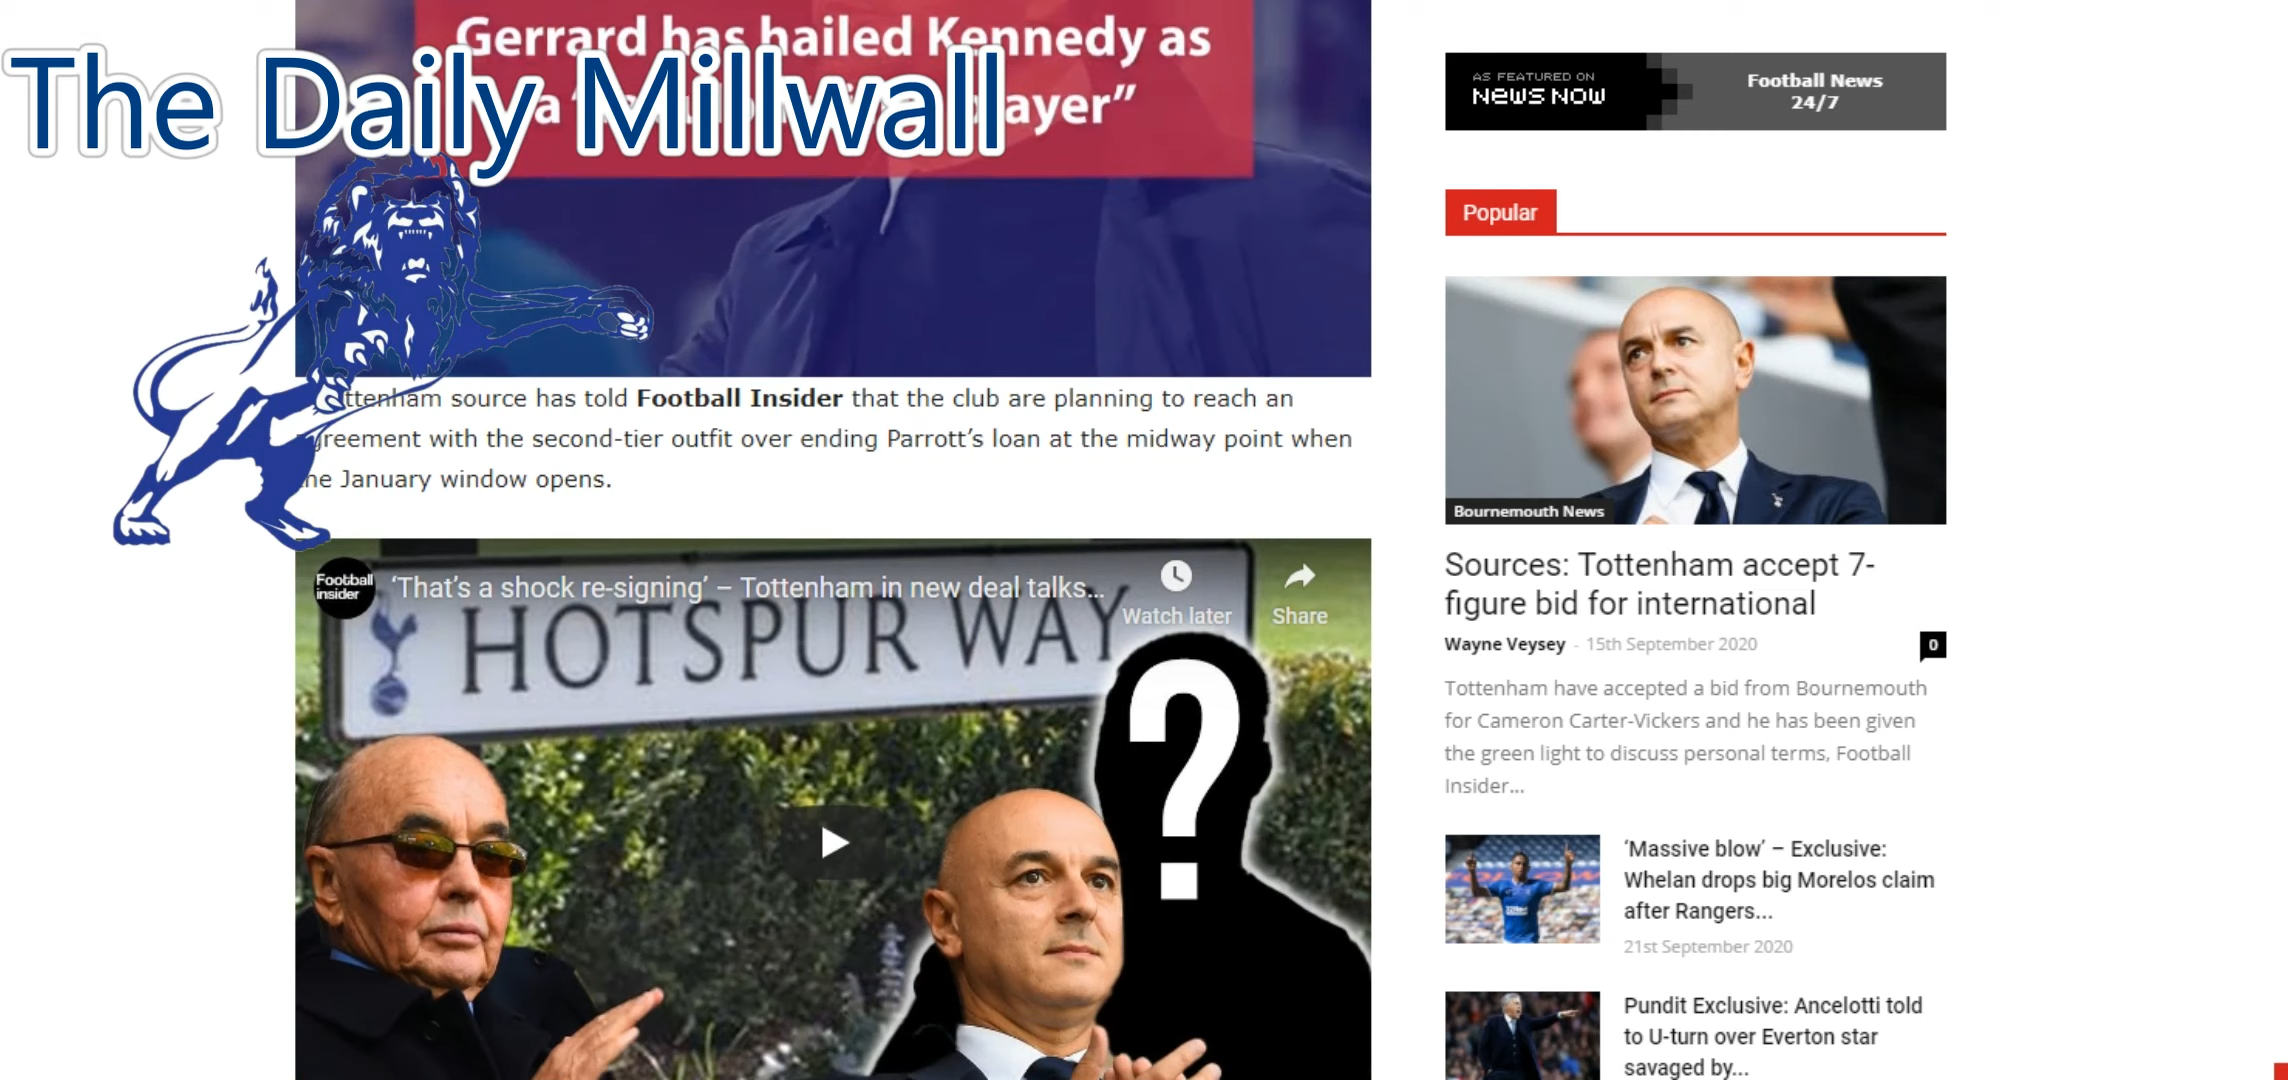 Gerrard has hailed Kennedy as
a
ayer”
The Daily Millwall
ttenham source has told Football Insider that the club are planning to reach an
greement with the second-tier outfit over ending Parrott’s loan at the midway point when
he January window opens.
Football
insider
‘That’s a shock re-signing’ – Tottenham in new deal talks...
Watch later
Share
HOTSPUR WAY
?
AS FEATURED ON
NEWS NOW
Football News
24/7
Popular
Bournemouth News
Sources: Tottenham accept 7-
figure bid for international
Wayne Veysey - 15th September 2020
0
Tottenham have accepted a bid from Bournemouth
for Cameron Carter-Vickers and he has been given
the green light to discuss personal terms, Football
Insider...
‘Massive blow’ – Exclusive:
Whelan drops big Morelos claim
after Rangers...
21st September 2020
Pundit Exclusive: Ancelotti told
to U-turn over Everton star
savaged by...